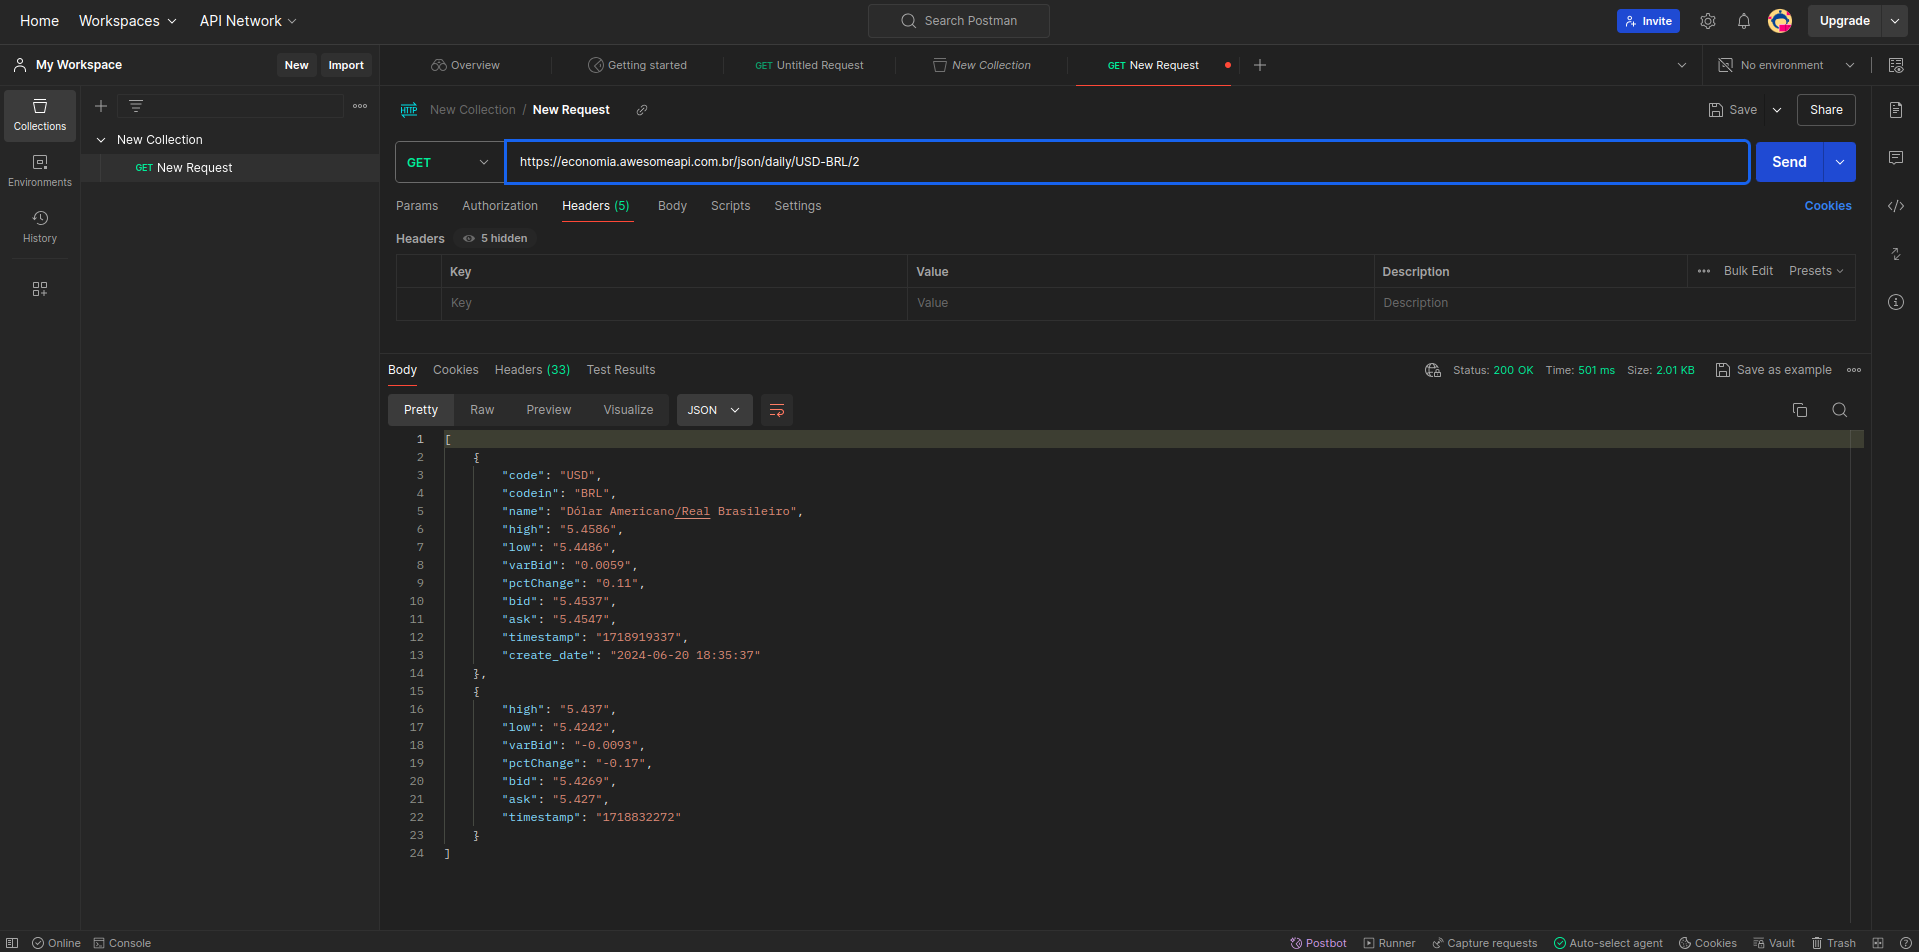 Home Workspaces API Network Search Postman Invite Upgrade
My Workspace New Import Overview Getting started GET Untitled Request New Collection GET New Request No environment
Collections
Environments
History
New Collection
GET New Request
HTTP New Collection / New Request Save Share
GET https://economia.awesomeapi.com.br/json/daily/USD-BRL/2 Send
Params Authorization Headers (5) Body Scripts Settings Cookies
Headers 5 hidden
Key Value Description Bulk Edit Presets
Key Value Description
Body Cookies Headers (33) Test Results Status: 200 OK Time: 501 ms Size: 2.01 KB Save as example
Pretty Raw Preview Visualize JSON
1 [
2 {
3 "code": "USD",
4 "codein": "BRL",
5 "name": "Dólar Americano/Real Brasileiro",
6 "high": "5.4586",
7 "low": "5.4486",
8 "varBid": "0.0059",
9 "pctChange": "0.11",
10 "bid": "5.4537",
11 "ask": "5.4547",
12 "timestamp": "1718919337",
13 "create_date": "2024-06-20 18:35:37"
14 },
15 {
16 "high": "5.437",
17 "low": "5.4242",
18 "varBid": "-0.0093",
19 "pctChange": "-0.17",
20 "bid": "5.4269",
21 "ask": "5.427",
22 "timestamp": "1718832272"
23 }
24 ]
Online Console Postbot Runner Capture requests Auto-select agent Cookies Vault Trash